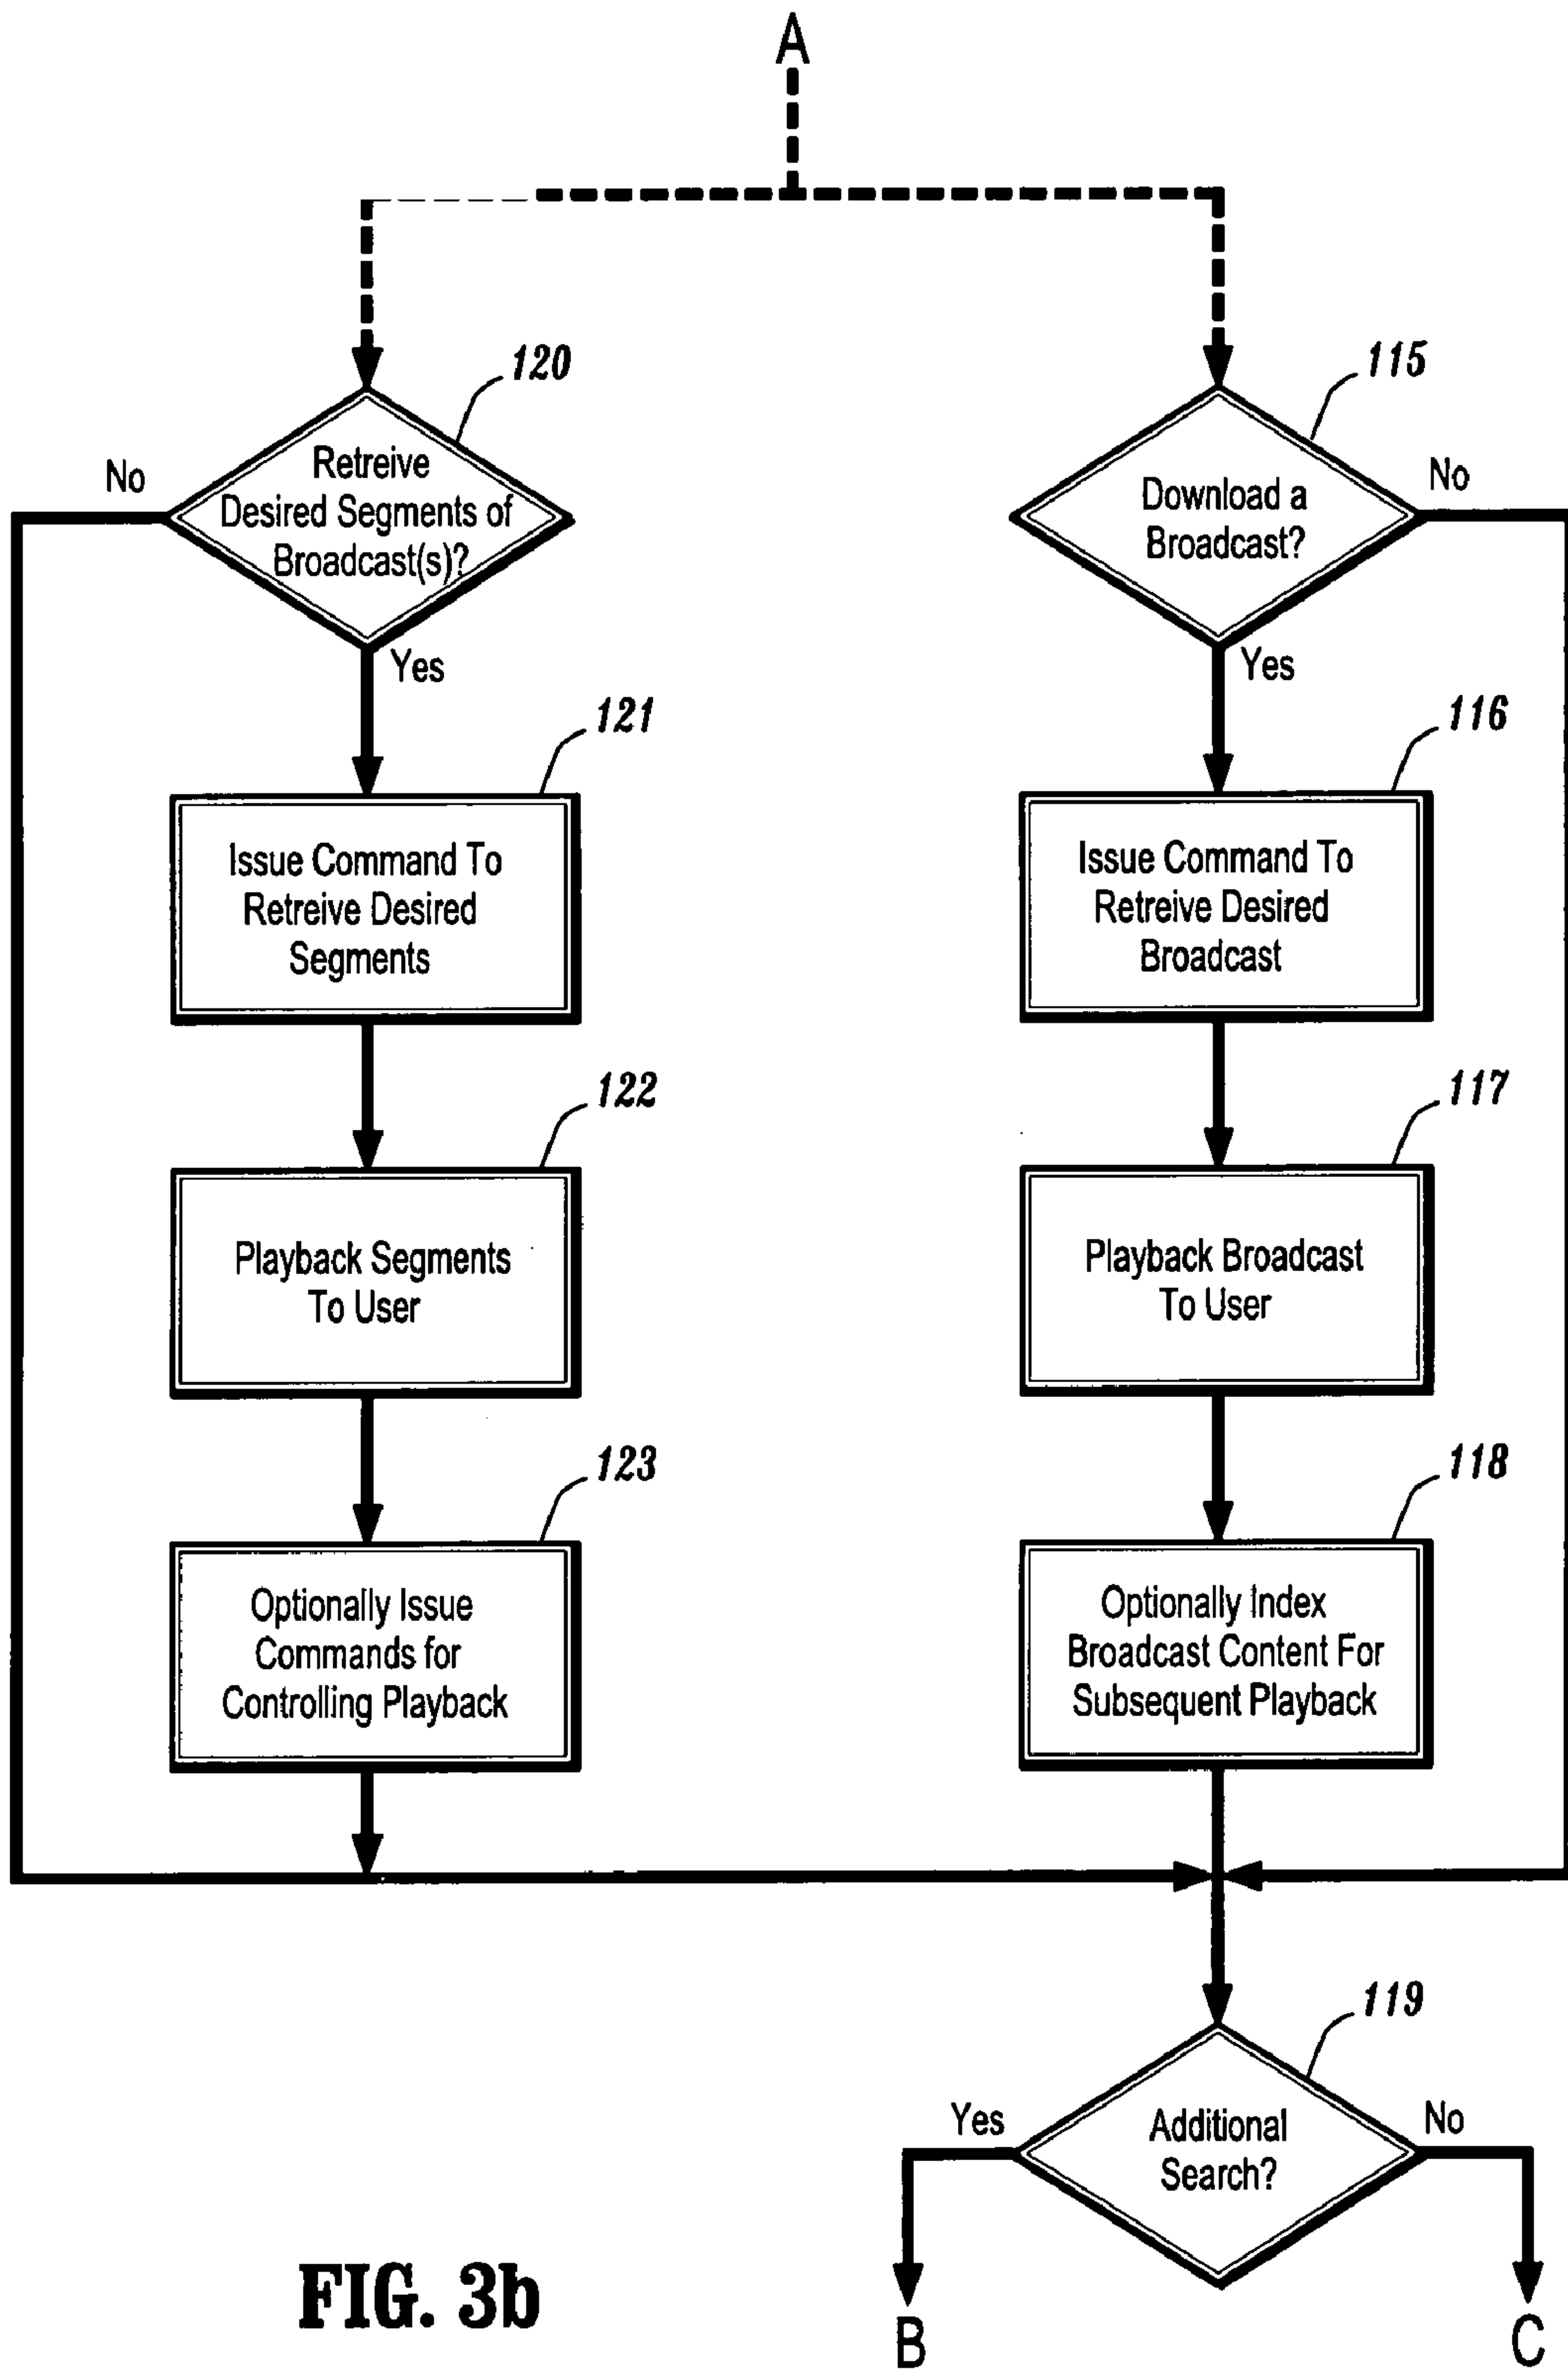 A
120
No
Retreive
Desired Segments of
Broadcast(s)?
Yes
121
Issue Command To
Retreive Desired
Segments
122
Playback Segments
To User
123
Optionally Issue
Commands for
Controlling Playback
115
No
Download a
Broadcast?
Yes
116
Issue Command To
Retreive Desired
Broadcast
117
Playback Broadcast
To User
118
Optionally Index
Broadcast Content For
Subsequent Playback
119
Yes
Additional
Search?
No
B
C
FIG. 3b